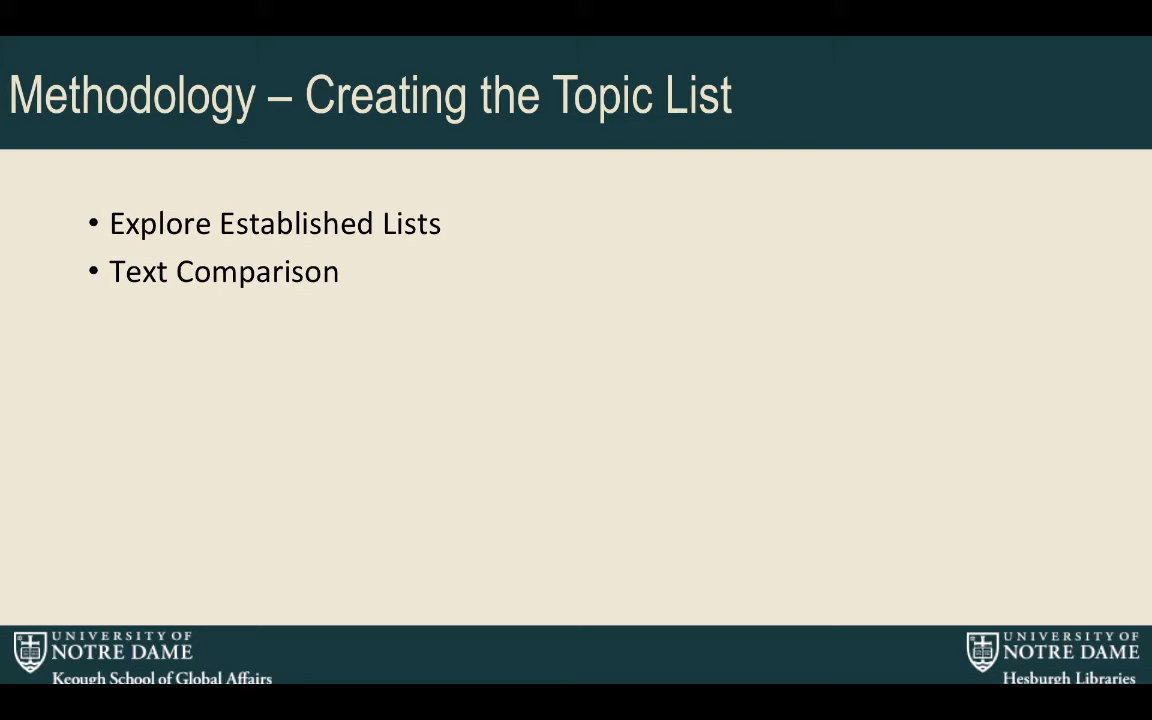 Methodology – Creating the Topic List
• Explore Established Lists
• Text Comparison
UNIVERSITY OF
NOTRE DAME
Keough School of Global Affairs
UNIVERSITY OF
NOTRE DAME
Hesburgh Libraries